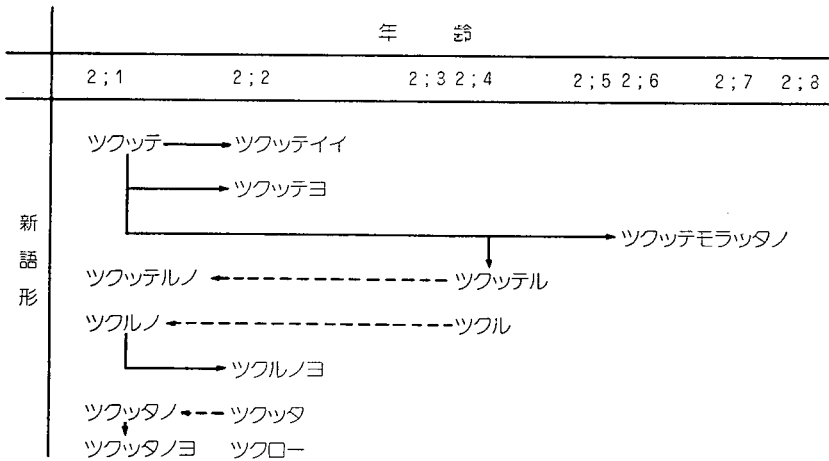 年 齢
2;1 2;2 2;3 2;4 2;5 2;6 2;7 2;8
新語形
ツクッテ ツクッテイイ
ツクッテヨ
ツクッテモラッタノ
ツクッテルノ ツクッテル
ツクルノ ツクル
ツクルノヨ
ツクッタノ ツクッタ
ツクッタノヨ ツクロー